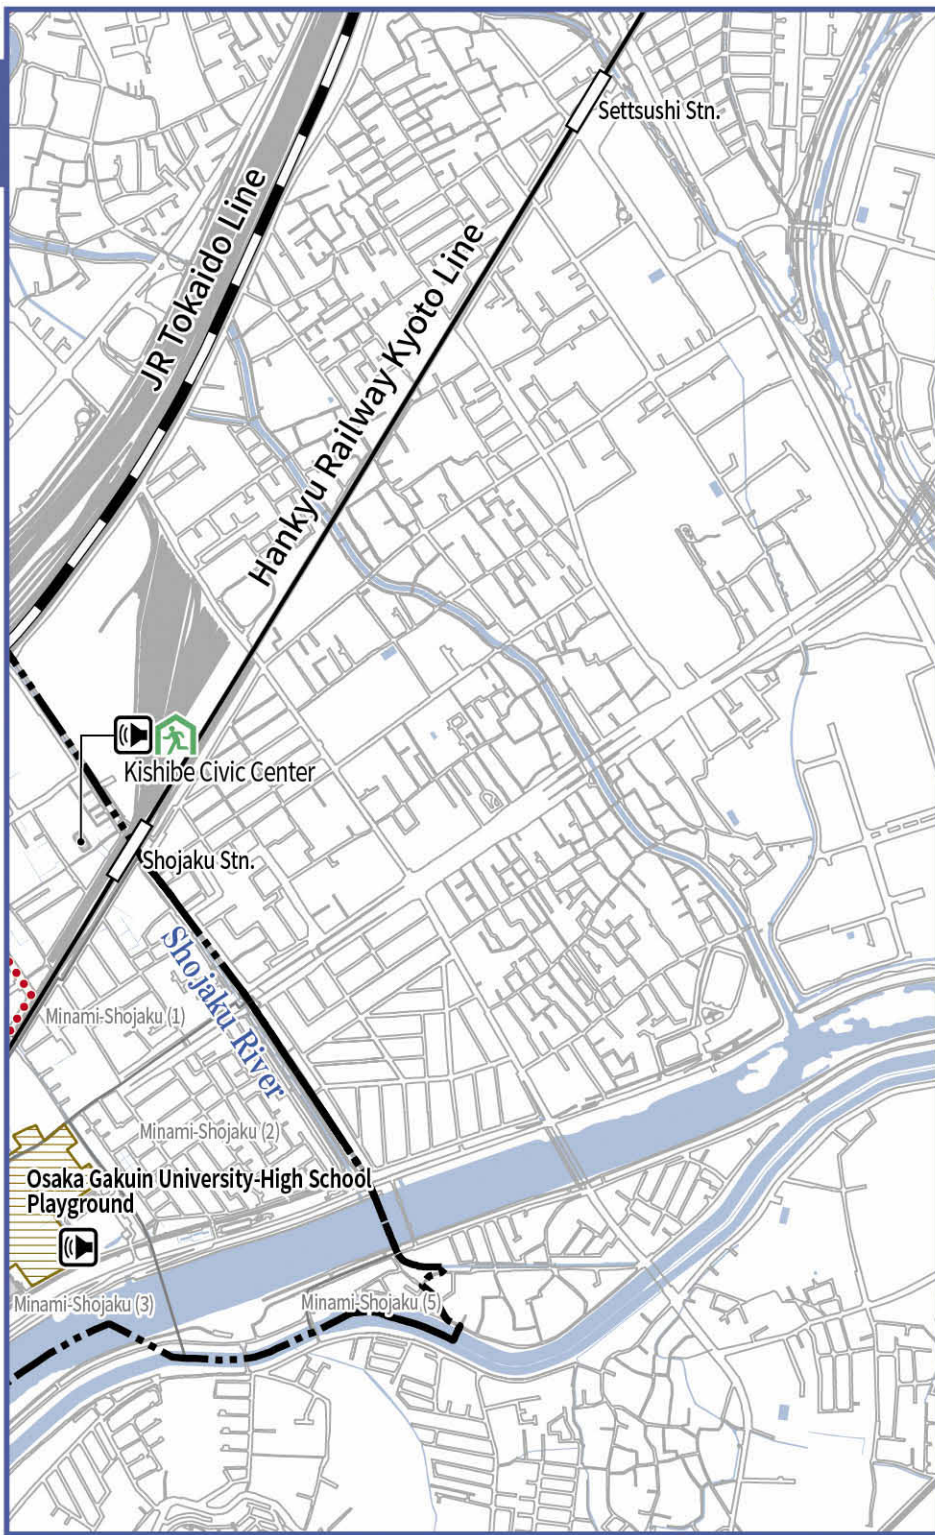 Settsushi Stn.
JR Tokaido Line
Hankyu Railway Kyoto Line
Kishibe Civic Center
Shojaku Stn.
Shojaku River
Minami-Shojaku (1)
Minami-Shojaku (2)
Osaka Gakuin University-High School
Playground
Minami-Shojaku (3)
Minami-Shojaku (5)